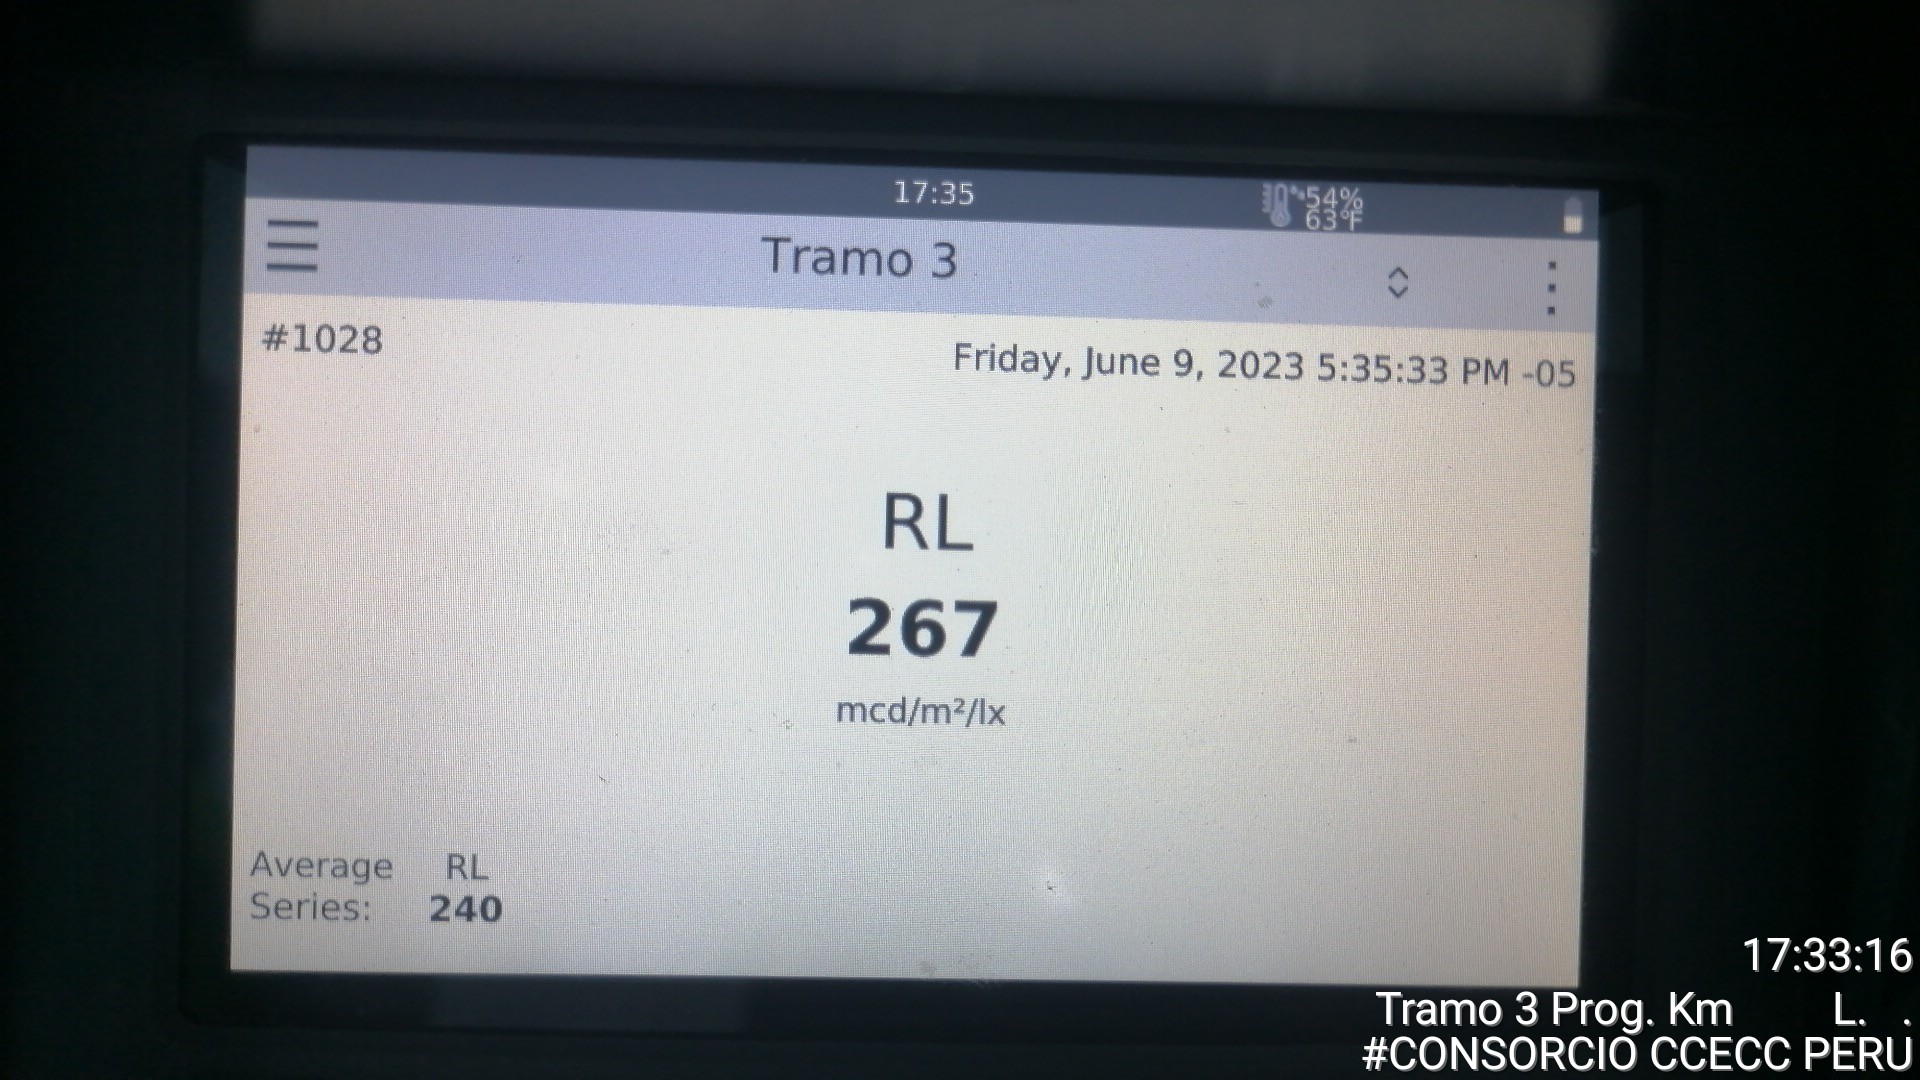 17:35
54%
63°F
Tramo 3
#1028
Friday, June 9, 2023 5:35:33 PM -05
RL
267
mcd/m²/lx
Average RL
Series: 240
17:33:16
Tramo 3 Prog. Km L. .
#CONSORCIO CCECC PERU